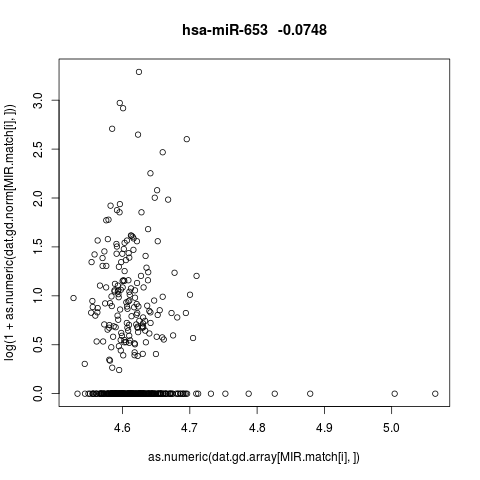 hsa-miR-653 -0.0748
log(1 + as.numeric(dat.gd.norm[MIR.match[i], ]))
3.0
2.5
2.0
1.5
1.0
0.5
0.0
4.6 4.7 4.8 4.9 5.0
as.numeric(dat.gd.array[MIR.match[i], ])